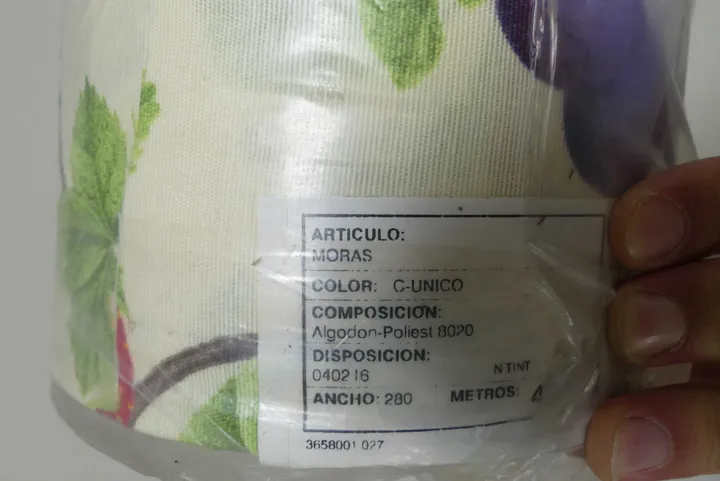 ARTICULO:
MORAS
COLOR: C-UNICO
COMPOSICION:
Algodon-Poliest 8020
DISPOSICION:
040216 N TINT
ANCHO: 280 METROS:
3658001 027